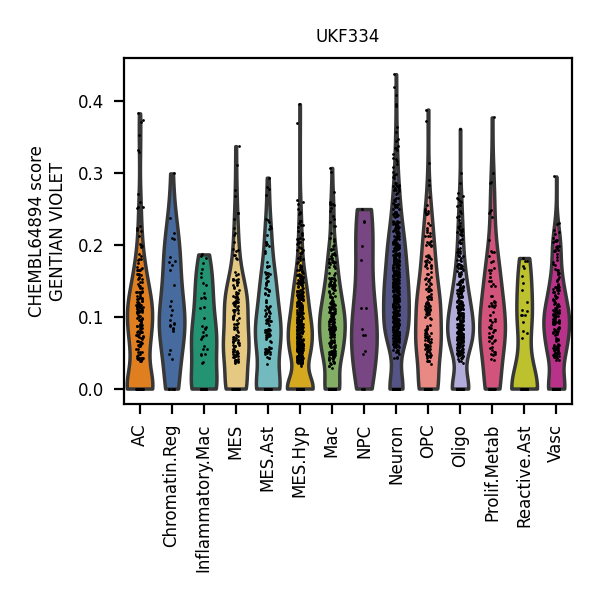 UKF334
CHEMBL64894 score
GENTIAN VIOLET
0.4
0.3
0.2
0.1
0.0
AC
Chromatin.Reg
Inflammatory.Mac
MES
MES.Ast
MES.Hyp
Mac
NPC
Neuron
OPC
Oligo
Prolif.Metab
Reactive.Ast
Vasc